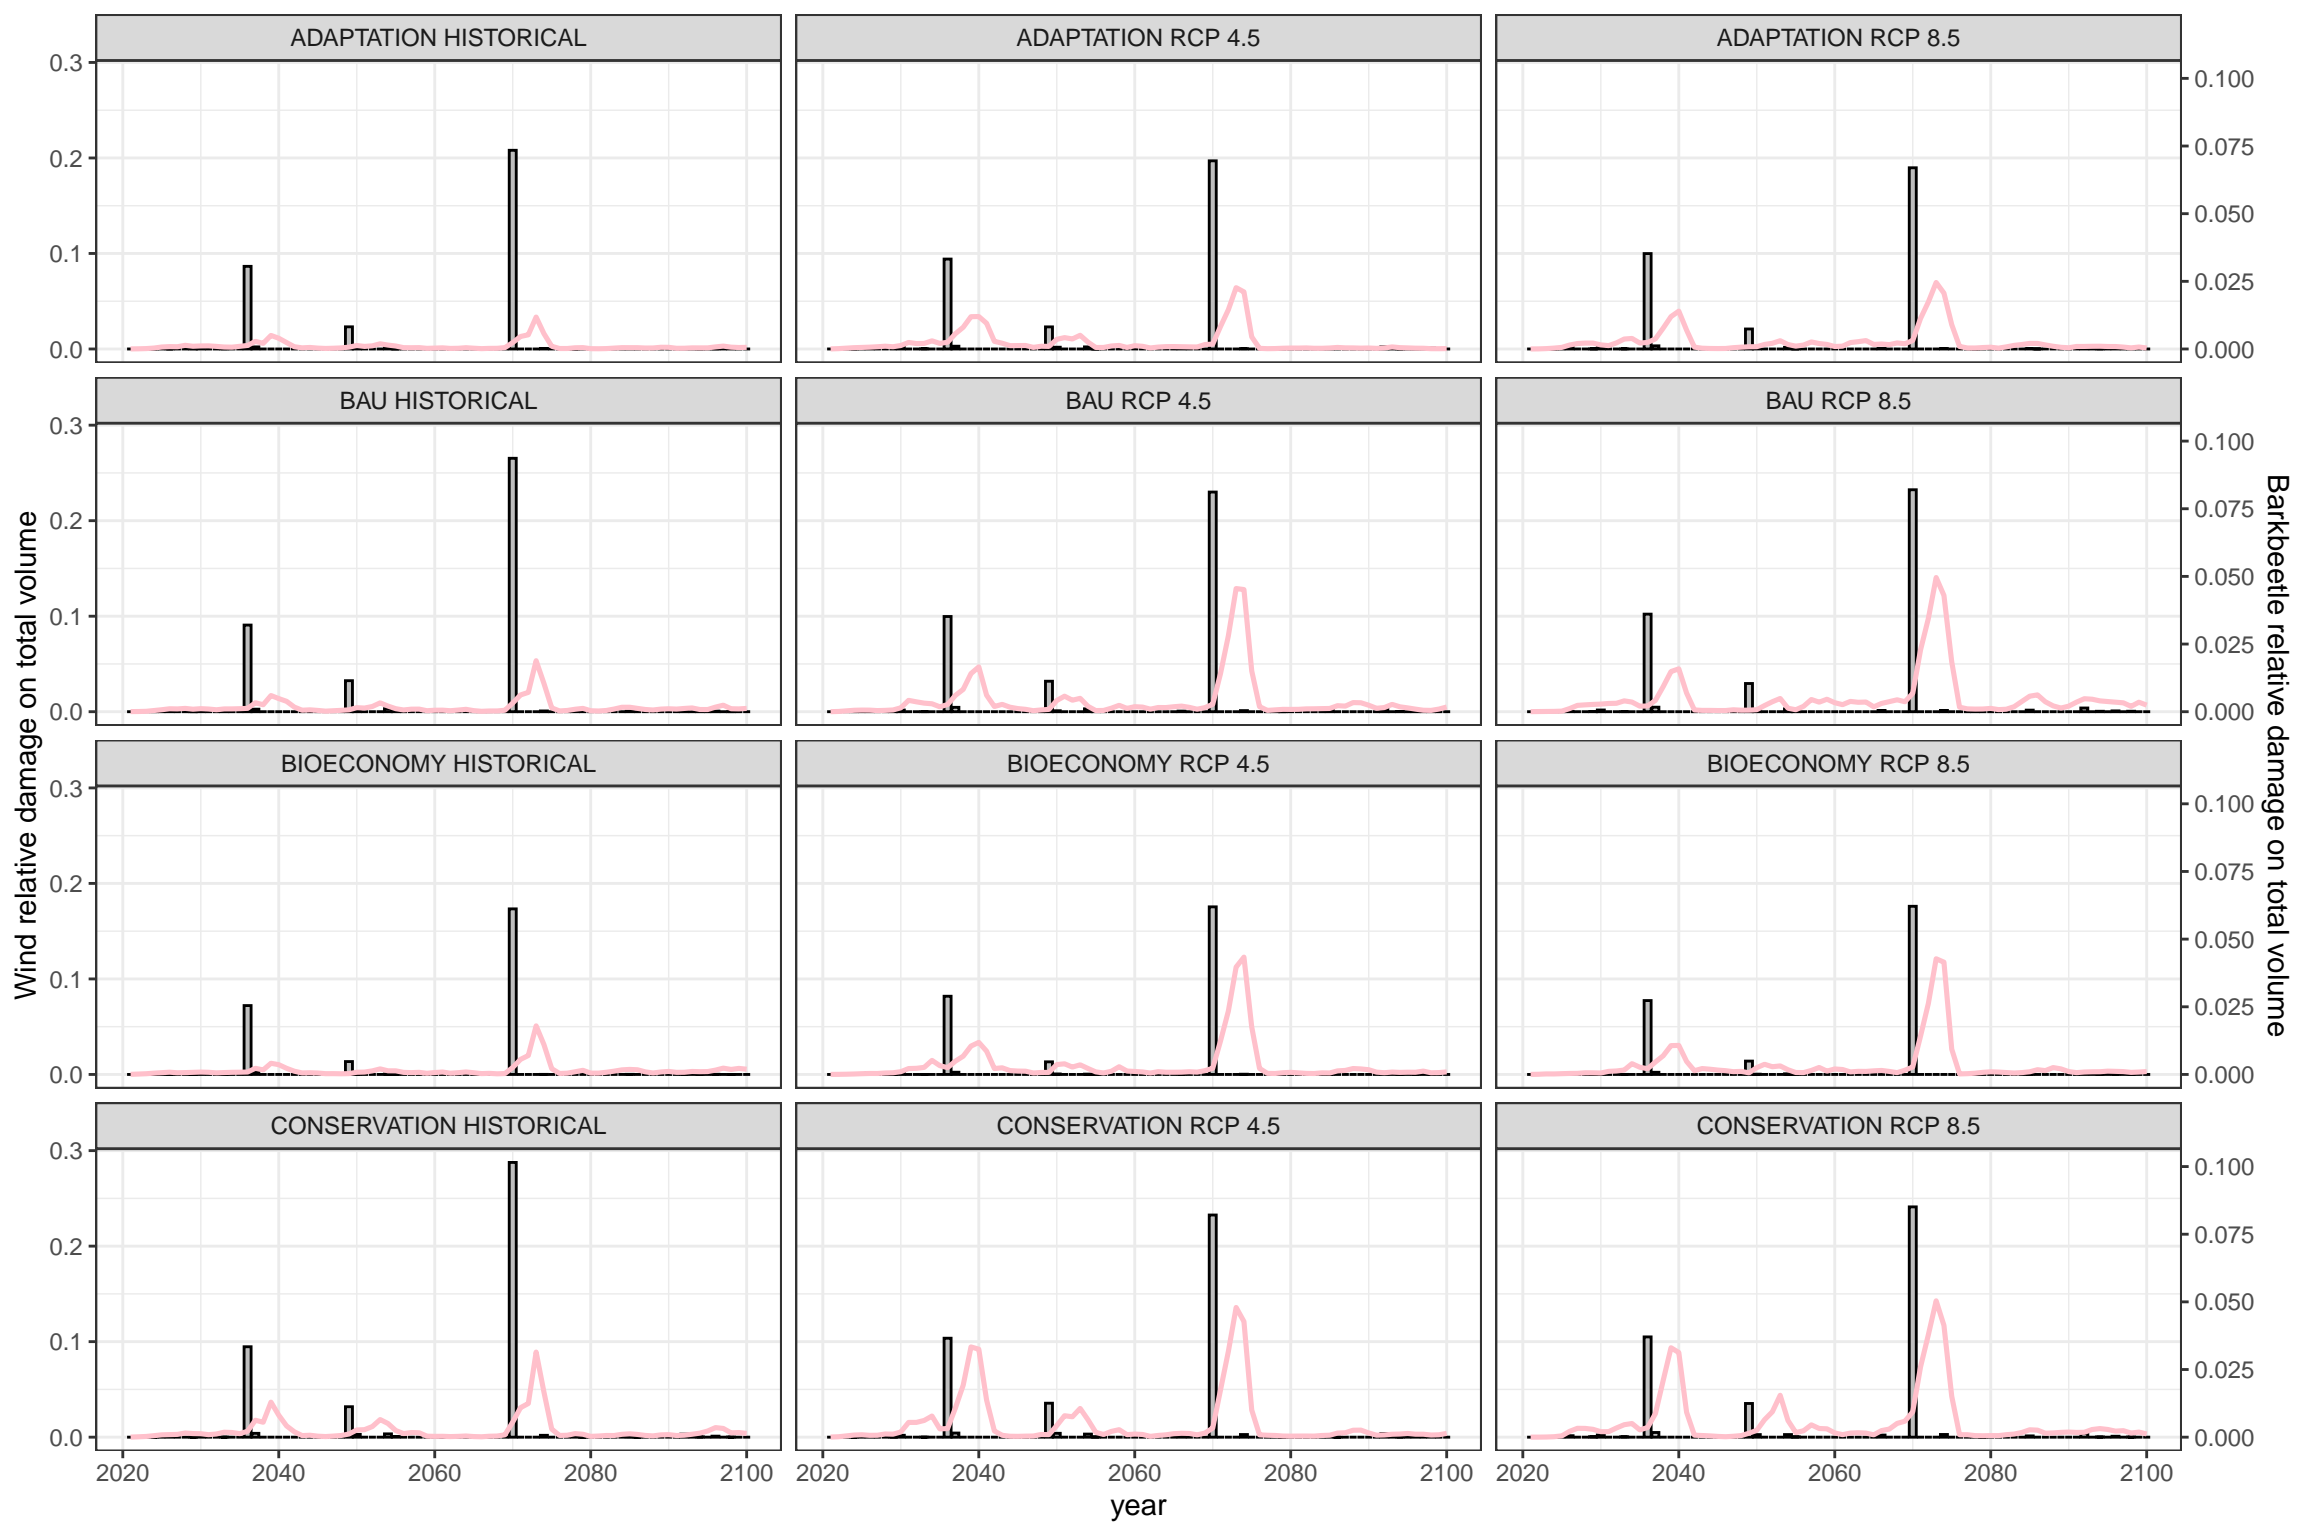 ADAPTATION HISTORICAL
ADAPTATION RCP 4.5
ADAPTATION RCP 8.5
0.3
0.2
0.1
0.0
0.100
0.075
0.050
0.025
0.000
BAU HISTORICAL
BAU RCP 4.5
BAU RCP 8.5
0.3
0.2
0.1
0.0
0.100
0.075
0.050
0.025
0.000
Wind relative damage on total volume
Barkbeetle relative damage on total volume
BIOECONOMY HISTORICAL
BIOECONOMY RCP 4.5
BIOECONOMY RCP 8.5
0.3
0.2
0.1
0.0
0.100
0.075
0.050
0.025
0.000
CONSERVATION HISTORICAL
CONSERVATION RCP 4.5
CONSERVATION RCP 8.5
0.3
0.2
0.1
0.0
0.100
0.075
0.050
0.025
0.000
2020 2040 2060 2080 2100
2020 2040 2060 2080 2100
2020 2040 2060 2080 2100
year